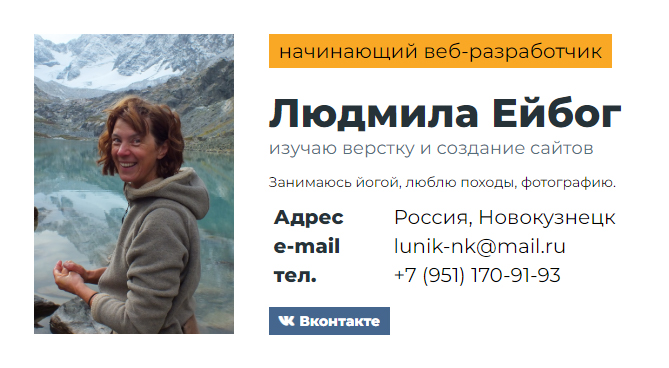 начинающий веб-разработчик
Людмила Ейбог
изучаю верстку и создание сайтов
Занимаюсь йогой, люблю походы, фотографию.
Адрес Россия, Новокузнецк
e-mail lunik-nk@mail.ru
тел. +7 (951) 170-91-93
Вконтакте